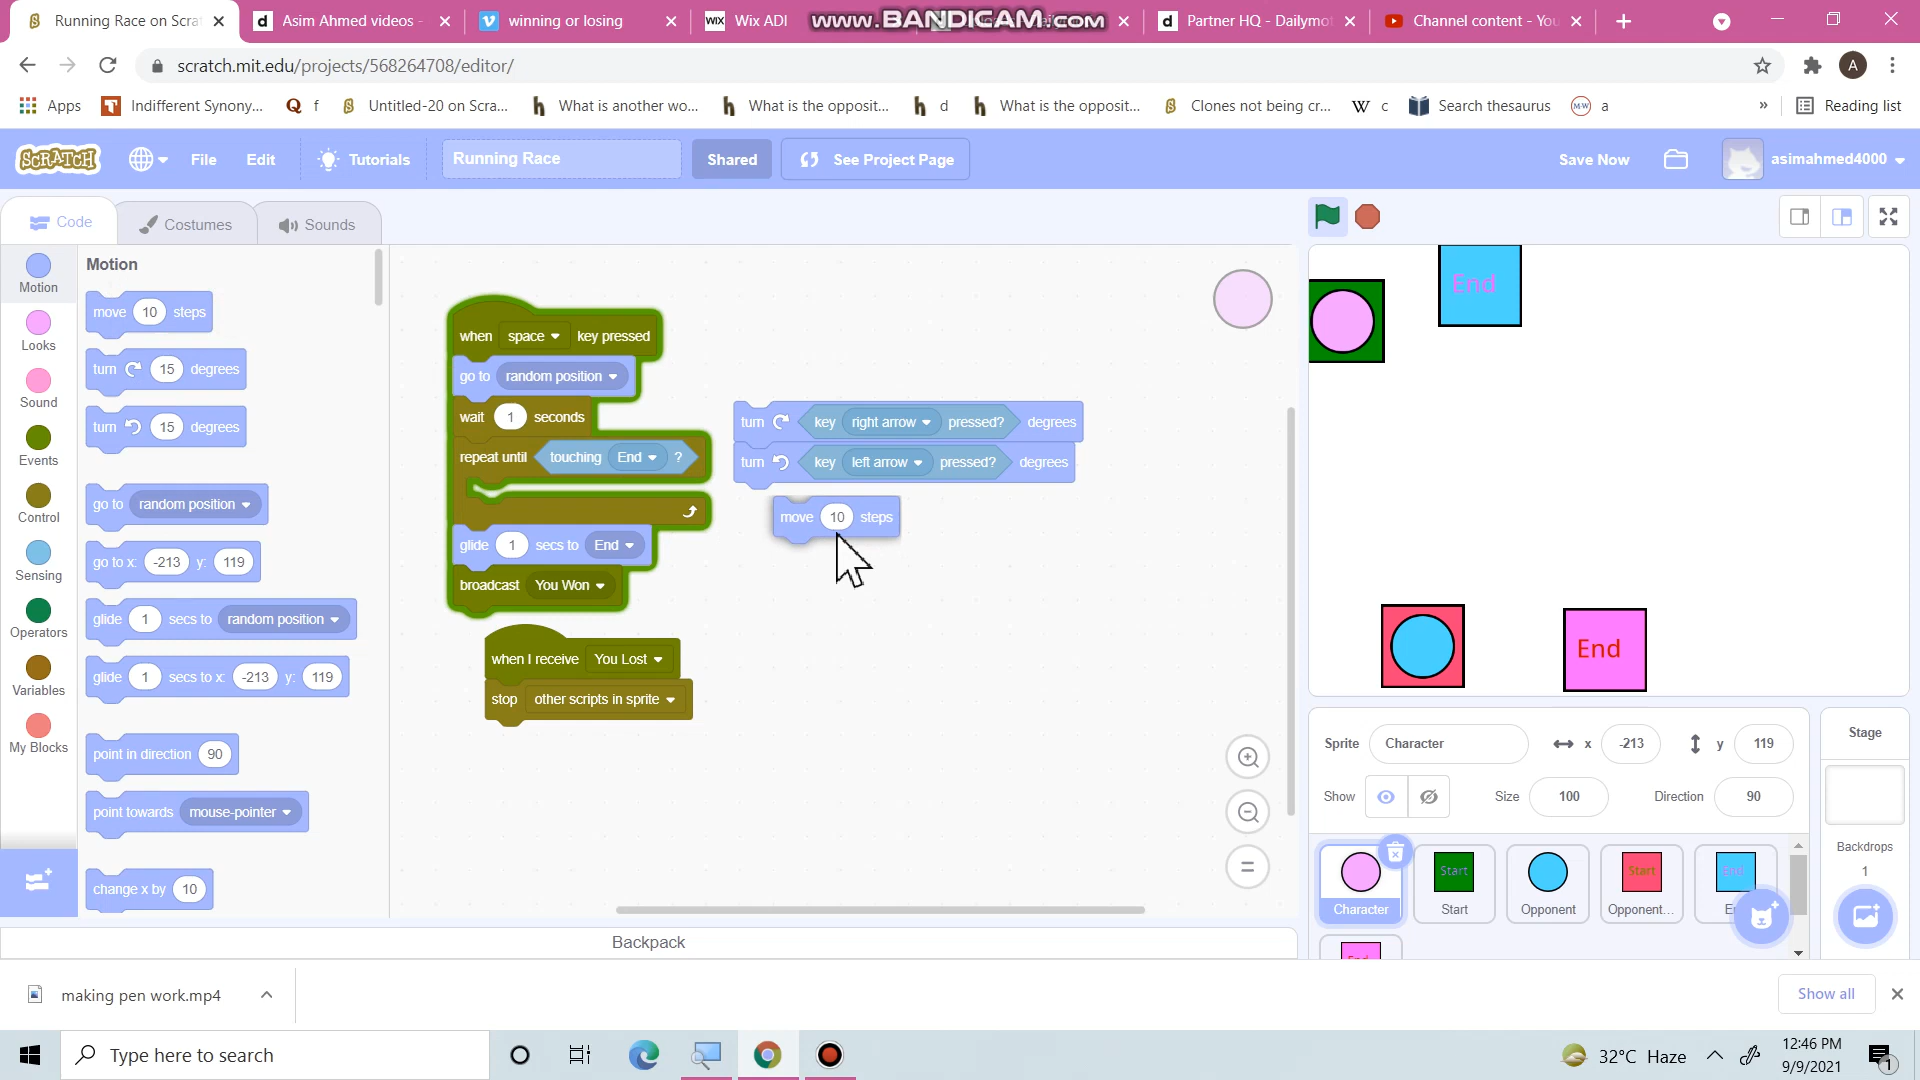 Running Race on Scrat
Asim Ahmed videos -
winning or losing
Wix ADI
www.BANDICAM.com
Partner HQ - Dailymot
Channel content - You
scratch.mit.edu/projects/568264708/editor/
A
Apps
Indifferent Synony...
f
Untitled-20 on Scra...
What is another wo...
What is the opposit...
d
What is the opposit...
Clones not being cr...
c
Search thesaurus
a
»
Reading list
SCRATCH
File
Edit
Tutorials
Running Race
Shared
See Project Page
Save Now
asimahmed4000
Code
Costumes
Sounds
Motion
Looks
Sound
Events
Control
Sensing
Operators
Variables
My Blocks
Motion
move 10 steps
turn 15 degrees
turn 15 degrees
go to random position
go to x: -213 y: 119
glide 1 secs to random position
glide 1 secs to x: -213 y: 119
point in direction 90
point towards mouse-pointer
change x by 10
when space key pressed
go to random position
wait 1 seconds
repeat until touching End ?
glide 1 secs to End
broadcast You Won
when I receive You Lost
stop other scripts in sprite
turn key right arrow pressed? degrees
turn key left arrow pressed? degrees
move 10 steps
End
End
Sprite Character x -213 y 119
Show Size 100 Direction 90
Character
Start
Start
Opponent
Start
Opponent...
End
End
Stage
Backdrops
1
Backpack
making pen work.mp4
Show all
Type here to search
32°C Haze
12:46 PM
9/9/2021
1